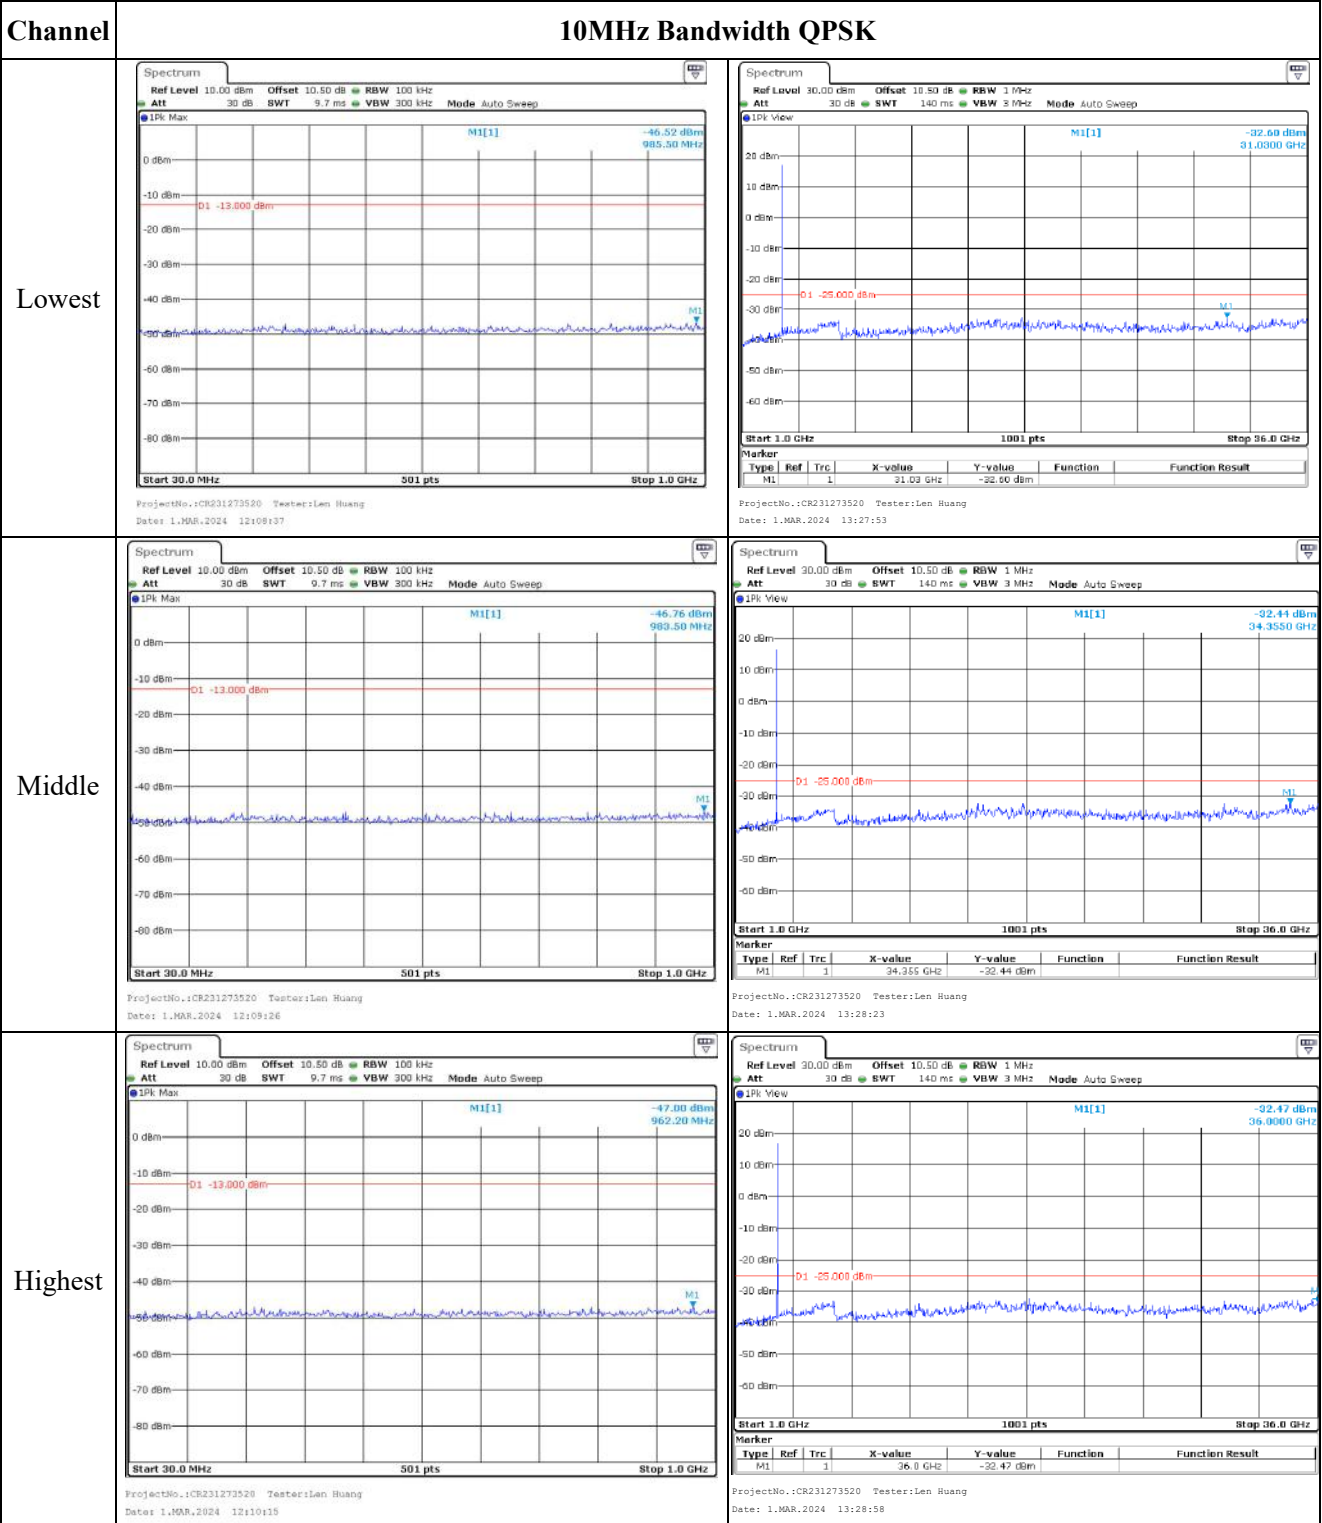 Channel
10MHz Bandwidth QPSK
Lowest
Spectrum
Ref Level 10.00 dBm Offset 10.50 dB RBW 100 kHz
Att 30 dB SWT 9.7 ms VBW 300 kHz Mode Auto Sweep
1Pk Max
M1[1] -46.52 dBm
985.50 MHz
0 dBm
-10 dBm
D1 -13.000 dBm
-20 dBm
-30 dBm
-40 dBm
M1
-50 dBm
-60 dBm
-70 dBm
-80 dBm
Start 30.0 MHz 501 pts Stop 1.0 GHz
ProjectNo.:CR231273520 Tester:Len Huang
Date: 1.MAR.2024 12:08:37
Spectrum
Ref Level 30.00 dBm Offset 10.50 dB RBW 1 MHz
Att 30 dB SWT 140 ms VBW 3 MHz Mode Auto Sweep
1Pk View
M1[1] -32.60 dBm
31.0300 GHz
20 dBm
10 dBm
0 dBm
-10 dBm
-20 dBm
D1 -25.000 dBm
-30 dBm
M1
-40 dBm
-50 dBm
-60 dBm
Start 1.0 GHz 1001 pts Stop 36.0 GHz
Marker
Type Ref Trc X-value Y-value Function Function Result
M1 1 31.03 GHz -32.60 dBm
ProjectNo.:CR231273520 Tester:Len Huang
Date: 1.MAR.2024 13:27:53
Middle
Spectrum
Ref Level 10.00 dBm Offset 10.50 dB RBW 100 kHz
Att 30 dB SWT 9.7 ms VBW 300 kHz Mode Auto Sweep
1Pk Max
M1[1] -46.76 dBm
983.50 MHz
0 dBm
-10 dBm
D1 -13.000 dBm
-20 dBm
-30 dBm
-40 dBm
M1
-50 dBm
-60 dBm
-70 dBm
-80 dBm
Start 30.0 MHz 501 pts Stop 1.0 GHz
ProjectNo.:CR231273520 Tester:Len Huang
Date: 1.MAR.2024 12:09:26
Spectrum
Ref Level 30.00 dBm Offset 10.50 dB RBW 1 MHz
Att 30 dB SWT 140 ms VBW 3 MHz Mode Auto Sweep
1Pk View
M1[1] -32.44 dBm
34.3550 GHz
20 dBm
10 dBm
0 dBm
-10 dBm
-20 dBm
D1 -25.000 dBm
-30 dBm
M1
-40 dBm
-50 dBm
-60 dBm
Start 1.0 GHz 1001 pts Stop 36.0 GHz
Marker
Type Ref Trc X-value Y-value Function Function Result
M1 1 34.355 GHz -32.44 dBm
ProjectNo.:CR231273520 Tester:Len Huang
Date: 1.MAR.2024 13:28:23
Highest
Spectrum
Ref Level 10.00 dBm Offset 10.50 dB RBW 100 kHz
Att 30 dB SWT 9.7 ms VBW 300 kHz Mode Auto Sweep
1Pk Max
M1[1] -47.00 dBm
962.20 MHz
0 dBm
-10 dBm
D1 -13.000 dBm
-20 dBm
-30 dBm
-40 dBm
M1
-50 dBm
-60 dBm
-70 dBm
-80 dBm
Start 30.0 MHz 501 pts Stop 1.0 GHz
ProjectNo.:CR231273520 Tester:Len Huang
Date: 1.MAR.2024 12:10:15
Spectrum
Ref Level 30.00 dBm Offset 10.50 dB RBW 1 MHz
Att 30 dB SWT 140 ms VBW 3 MHz Mode Auto Sweep
1Pk View
M1[1] -32.47 dBm
36.0000 GHz
20 dBm
10 dBm
0 dBm
-10 dBm
-20 dBm
D1 -25.000 dBm
-30 dBm
-40 dBm
-50 dBm
-60 dBm
Start 1.0 GHz 1001 pts Stop 36.0 GHz
Marker
Type Ref Trc X-value Y-value Function Function Result
M1 1 36.0 GHz -32.47 dBm
ProjectNo.:CR231273520 Tester:Len Huang
Date: 1.MAR.2024 13:28:58